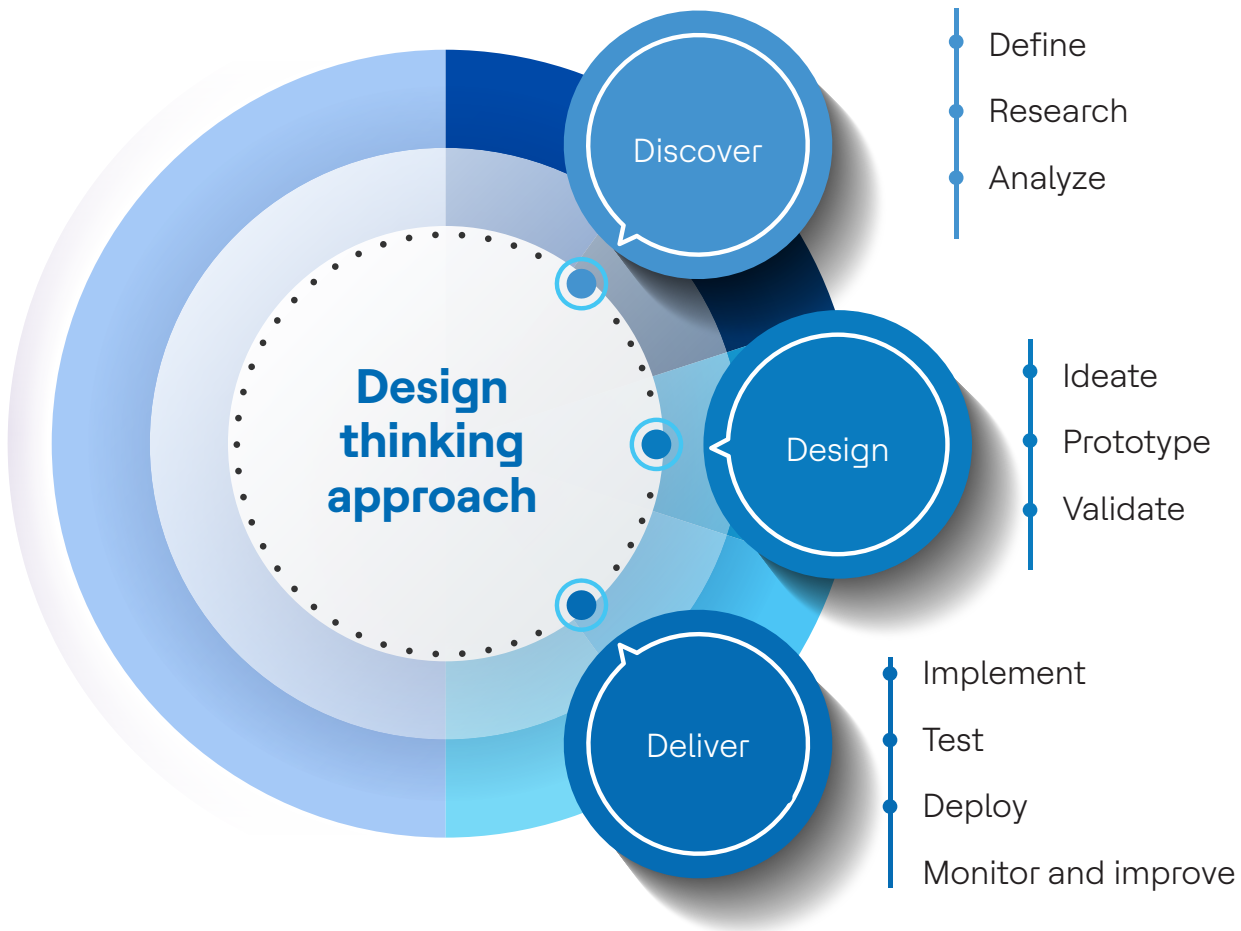 Design
thinking
approach
Discover
Define
Research
Analyze
Design
Ideate
Prototype
Validate
Deliver
Implement
Test
Deploy
Monitor and improve